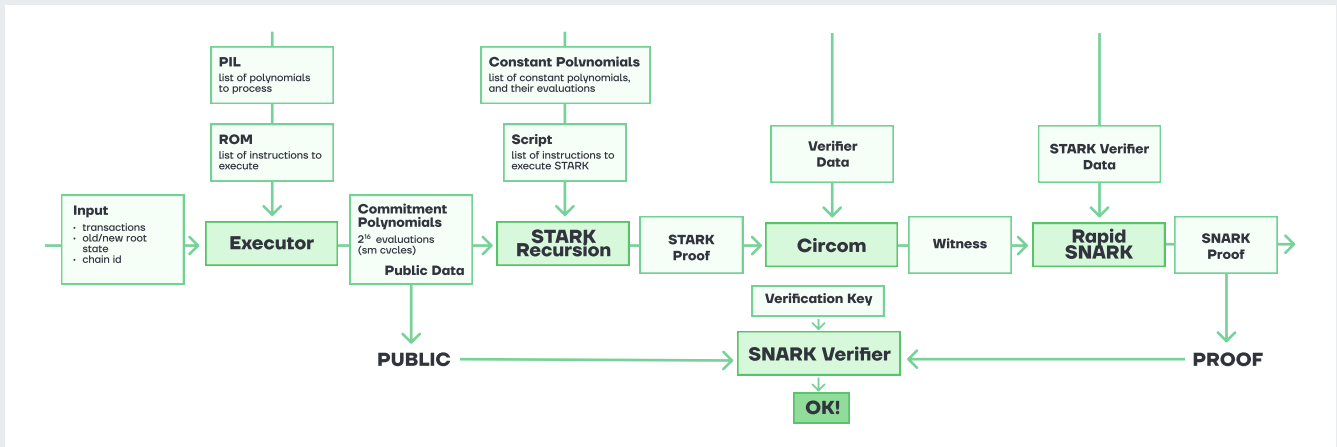 PIL
list of polynomials
to process
ROM
list of instructions to
execute
Constant Polynomials
list of constant polynomials,
and their evaluations
Script
list of instructions to
execute STARK
Verifier
Data
STARK Verifier
Data
Input
• transactions
• old/new root
state
• chain id
Executor
Commitment
Polynomials
2¹⁶ evaluations
(sm cycles)
Public Data
STARK
Recursion
STARK
Proof
Circom
Witness
Rapid
SNARK
SNARK
Proof
Verification Key
PUBLIC
SNARK Verifier
PROOF
OK!